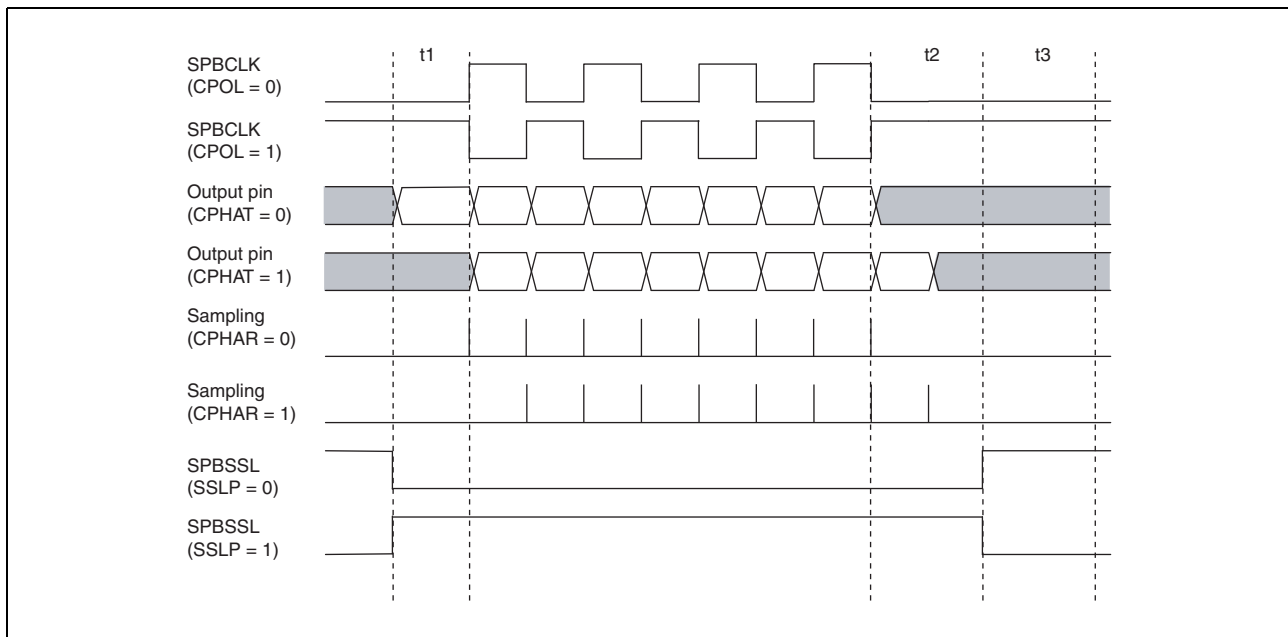 t1
t2
t3
SPBCLK
(CPOL = 0)
SPBCLK
(CPOL = 1)
Output pin
(CPHAT = 0)
Output pin
(CPHAT = 1)
Sampling
(CPHAR = 0)
Sampling
(CPHAR = 1)
SPBSSL
(SSLP = 0)
SPBSSL
(SSLP = 1)